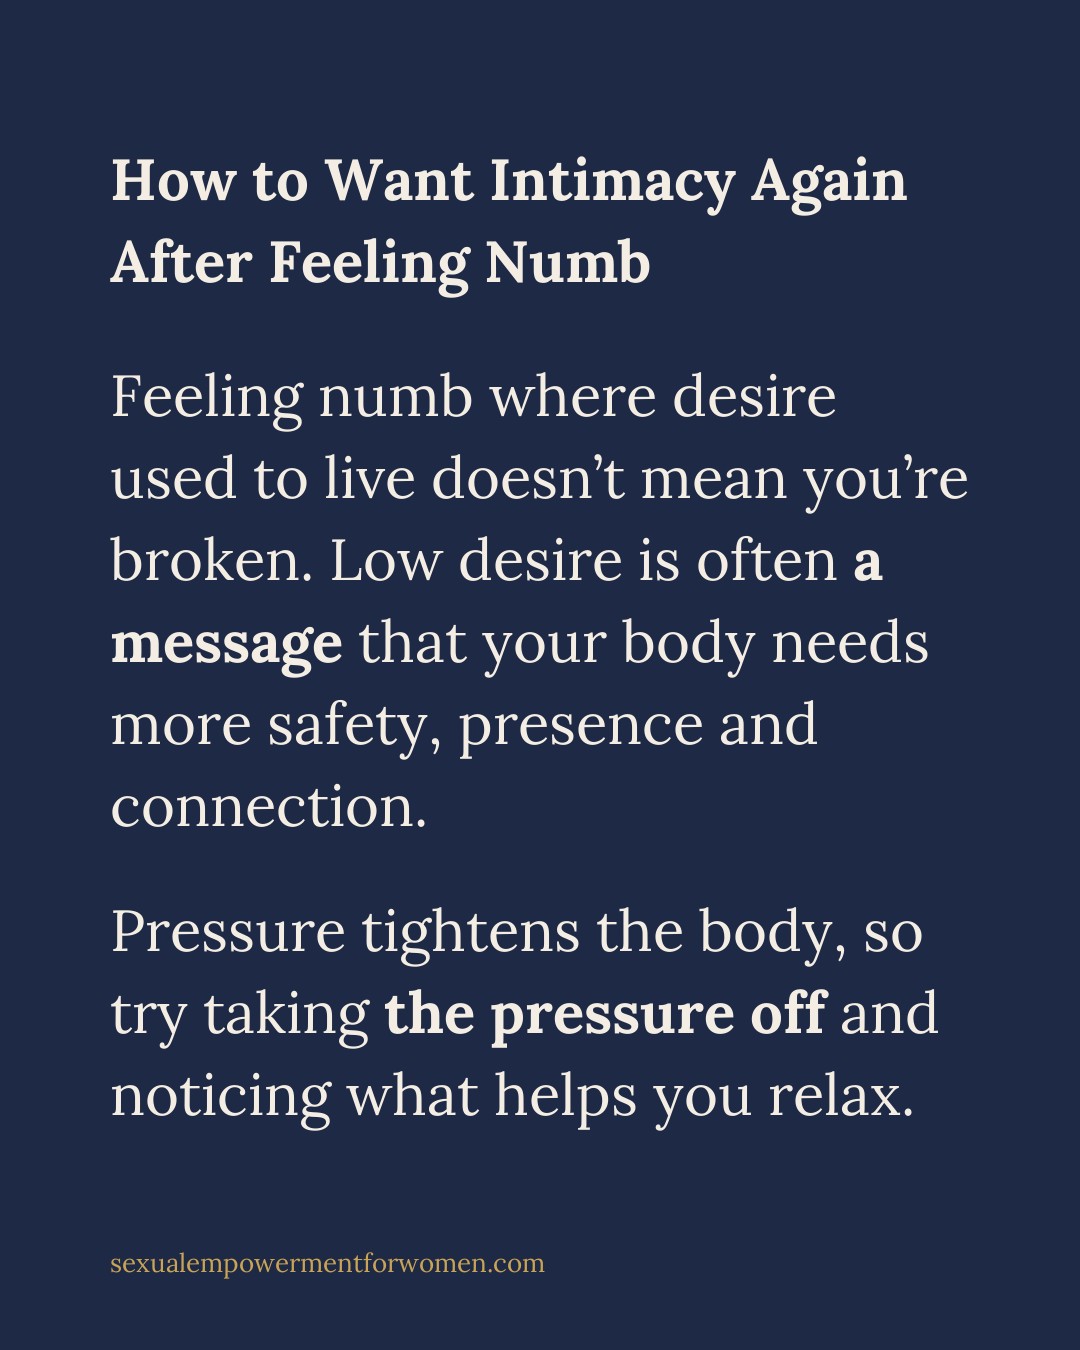 How to Want Intimacy Again
After Feeling Numb
Feeling numb where desire
used to live doesn’t mean you’re
broken. Low desire is often a
message that your body needs
more safety, presence and
connection.
Pressure tightens the body, so
try taking the pressure off and
noticing what helps you relax.
sexualempowermentforwomen.com